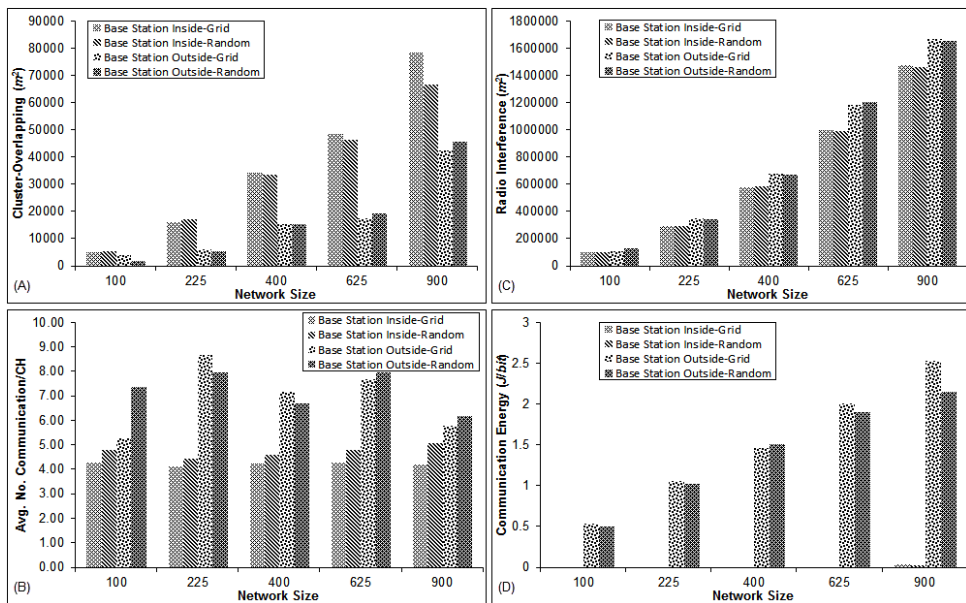 Cluster-Overlapping (m²)
90000
80000
70000
60000
50000
40000
30000
20000
10000
0
Base Station Inside-Grid
Base Station Inside-Random
Base Station Outside-Grid
Base Station Outside-Random
100 225 400 625 900
Network Size
(A)
Radio Interference (m²)
1800000
1600000
1400000
1200000
1000000
800000
600000
400000
200000
0
Base Station Inside-Grid
Base Station Inside-Random
Base Station Outside-Grid
Base Station Outside-Random
100 225 400 625 900
Network Size
(C)
Avg. No. Communication/CH
10.00
9.00
8.00
7.00
6.00
5.00
4.00
3.00
2.00
1.00
0.00
Base Station Inside-Grid
Base Station Inside-Random
Base Station Outside-Grid
Base Station Outside-Random
100 225 400 625 900
Network Size
(B)
Communication Energy (J/bit)
3
2.5
2
1.5
1
0.5
0
Base Station Inside-Grid
Base Station Inside-Random
Base Station Outside-Grid
Base Station Outside-Random
100 225 400 625 900
Network Size
(D)